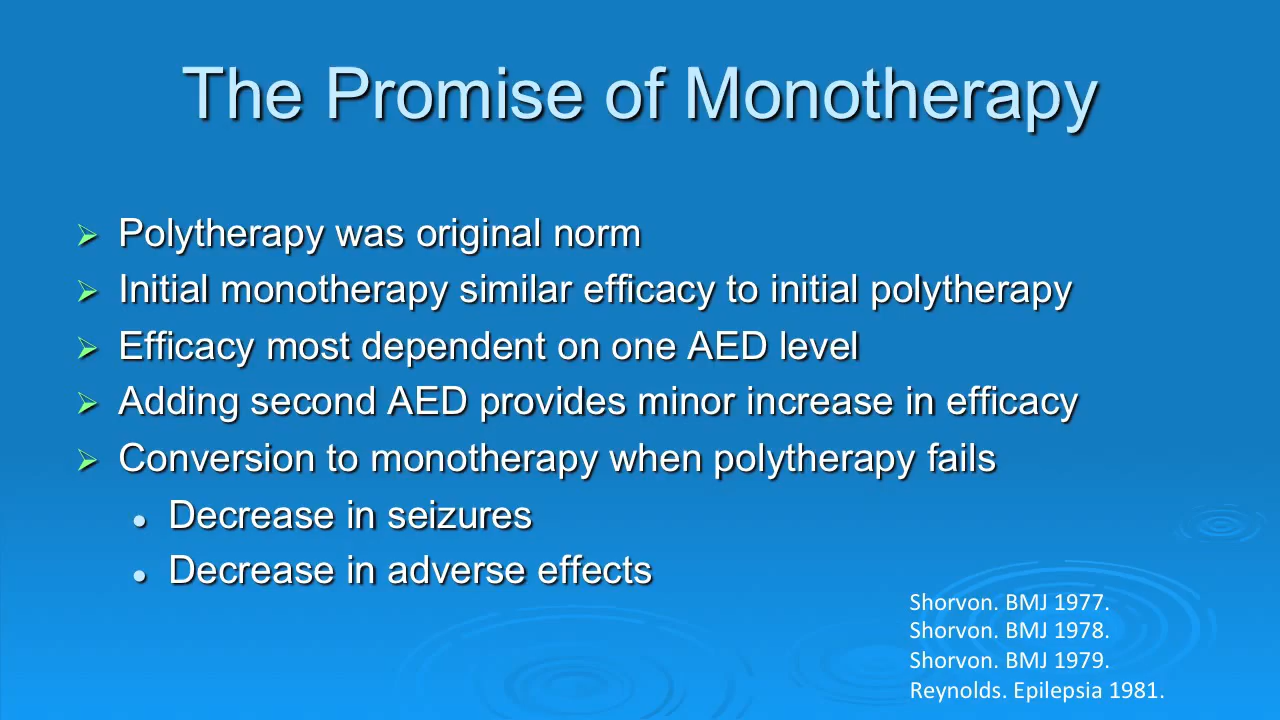 The Promise of Monotherapy
Polytherapy was original norm
Initial monotherapy similar efficacy to initial polytherapy
Efficacy most dependent on one AED level
Adding second AED provides minor increase in efficacy
Conversion to monotherapy when polytherapy fails
Decrease in seizures
Decrease in adverse effects
Shorvon. BMJ 1977.
Shorvon. BMJ 1978.
Shorvon. BMJ 1979.
Reynolds. Epilepsia 1981.